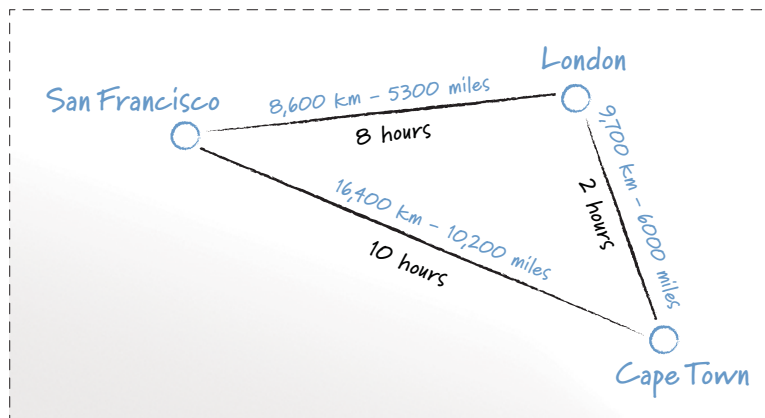 London
San Francisco
8,600 km – 5300 miles
8 hours
9,700 km – 6000 miles
2 hours
16,400 km – 10,200 miles
10 hours
Cape Town